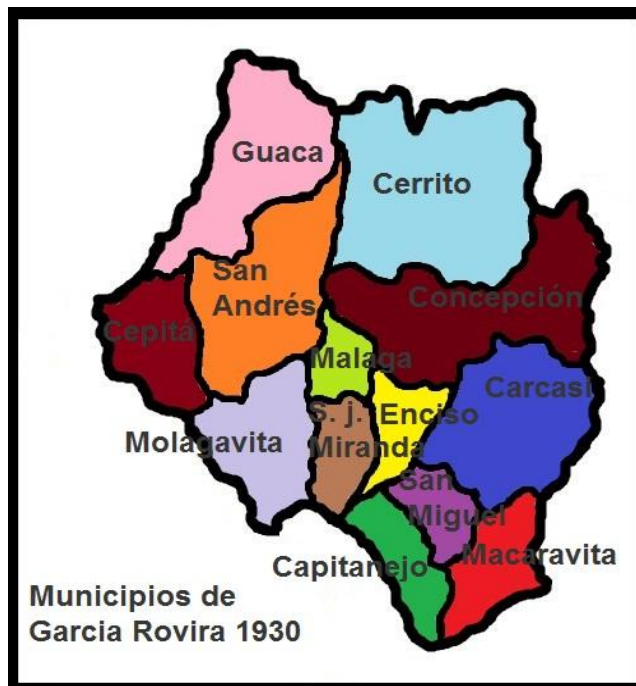 Guaca
Cerrito
San
Andrés
Concepción
Cepitá
Malaga
Carcasi
S. j.
Miranda
Enciso
Molagavita
San
Miguel
Capitanejo
Macaravita
Municipios de
Garcia Rovira 1930